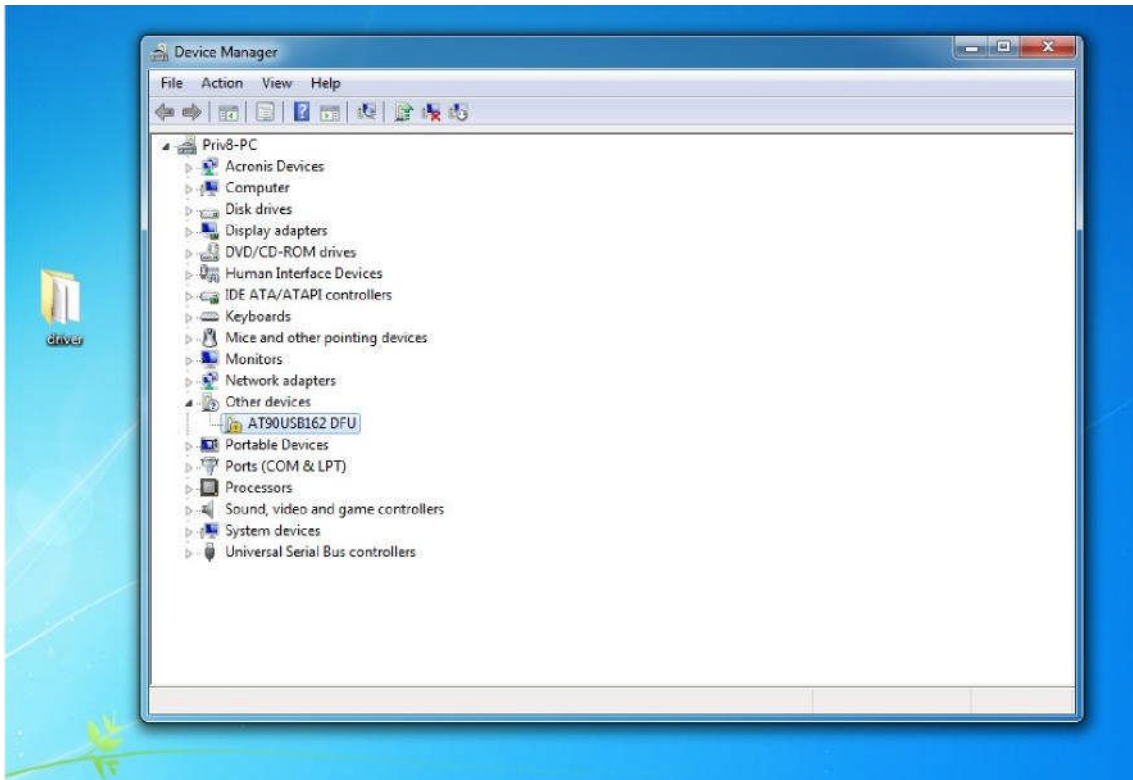 Device Manager
File Action View Help
Priv8-PC
Acronis Devices
Computer
Disk drives
Display adapters
DVD/CD-ROM drives
Human Interface Devices
IDE ATA/ATAPI controllers
Keyboards
Mice and other pointing devices
Monitors
Network adapters
Other devices
AT90USB162 DFU
Portable Devices
Ports (COM & LPT)
Processors
Sound, video and game controllers
System devices
Universal Serial Bus controllers
driver